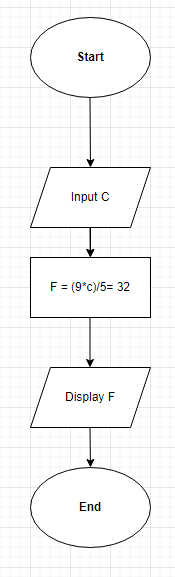 Start
Input C
F = (9*c)/5= 32
Display F
End